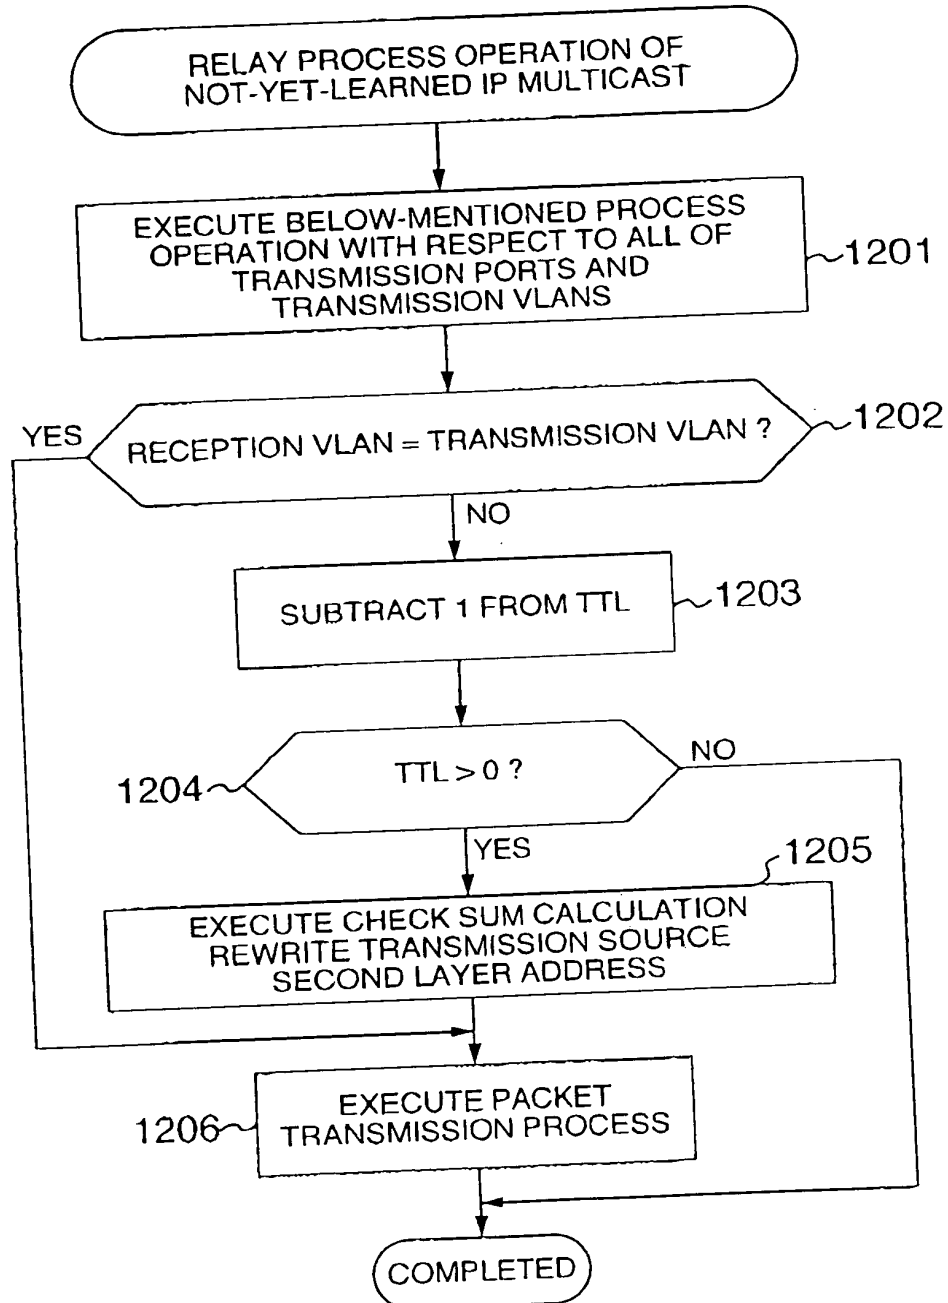 RELAY PROCESS OPERATION OF
NOT-YET-LEARNED IP MULTICAST
EXECUTE BELOW-MENTIONED PROCESS
OPERATION WITH RESPECT TO ALL OF
TRANSMISSION PORTS AND
TRANSMISSION VLANS
1201
YES
RECEPTION VLAN = TRANSMISSION VLAN ?
1202
NO
SUBTRACT 1 FROM TTL
1203
TTL > 0 ?
NO
1204
YES
1205
EXECUTE CHECK SUM CALCULATION
REWRITE TRANSMISSION SOURCE
SECOND LAYER ADDRESS
EXECUTE PACKET
TRANSMISSION PROCESS
1206
COMPLETED